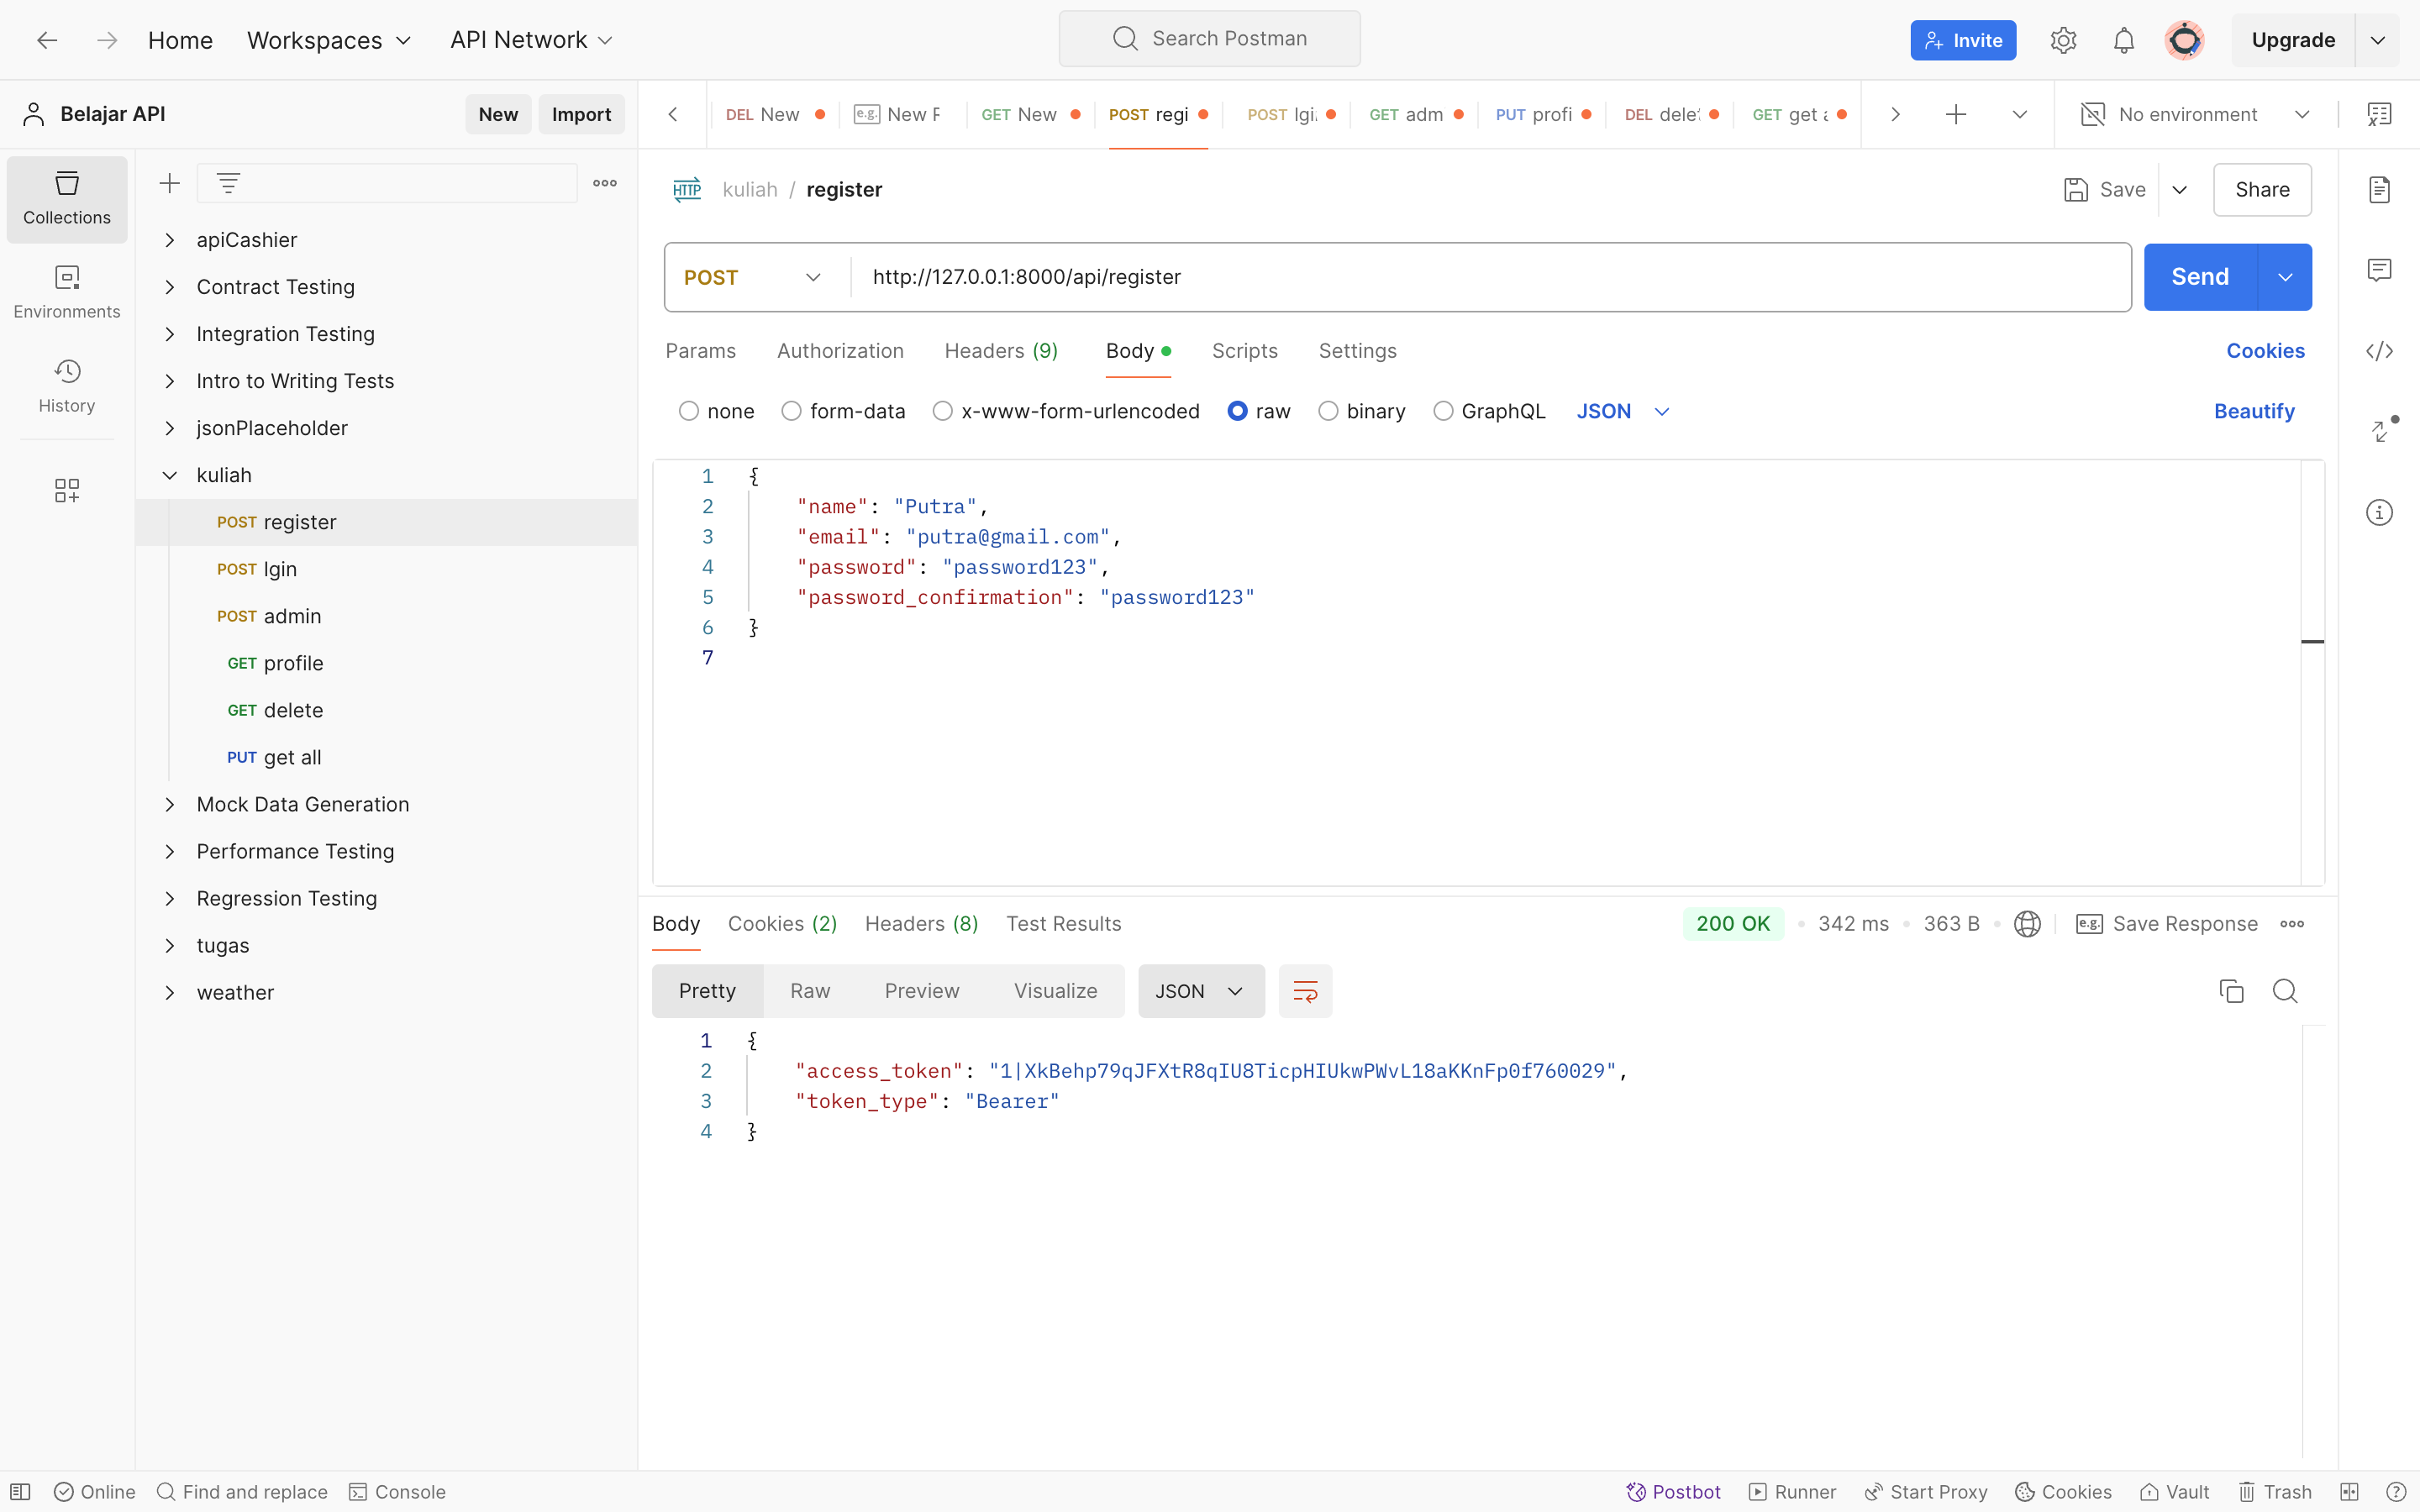 Home Workspaces API Network Search Postman Invite Upgrade
Belajar API New Import
DEL New e.g. New GET New POST regi POST lgi GET adm PUT profi DEL dele GET get No environment
Collections
Environments
History
apiCashier
Contract Testing
Integration Testing
Intro to Writing Tests
jsonPlaceholder
kuliah
POST register
POST lgin
POST admin
GET profile
GET delete
PUT get all
Mock Data Generation
Performance Testing
Regression Testing
tugas
weather
HTTP kuliah / register Save Share
POST http://127.0.0.1:8000/api/register Send
Params Authorization Headers (9) Body Scripts Settings Cookies
none form-data x-www-form-urlencoded raw binary GraphQL JSON Beautify
1 {
2 "name": "Putra",
3 "email": "putra@gmail.com",
4 "password": "password123",
5 "password_confirmation": "password123"
6 }
7
Body Cookies (2) Headers (8) Test Results 200 OK • 342 ms • 363 B • e.g. Save Response
Pretty Raw Preview Visualize JSON
1 {
2 "access_token": "1|XkBehp79qJFXtR8qIU8TicpHIUkwPWvL18aKKnFp0f760029",
3 "token_type": "Bearer"
4 }
Online Find and replace Console Postbot Runner Start Proxy Cookies Vault Trash